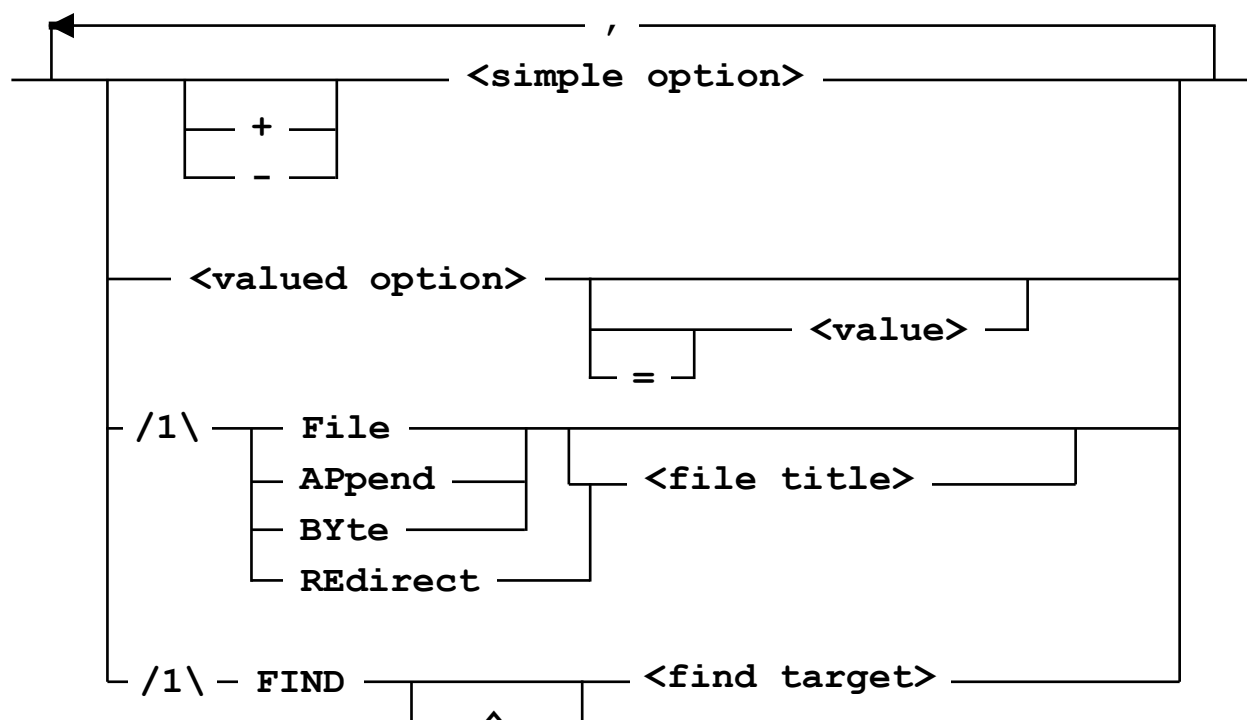 ,
<simple option>
+
-
<valued option>
<value>
=
/1\ File
APpend <file title>
BYte
REdirect
/1\ FIND <find target>